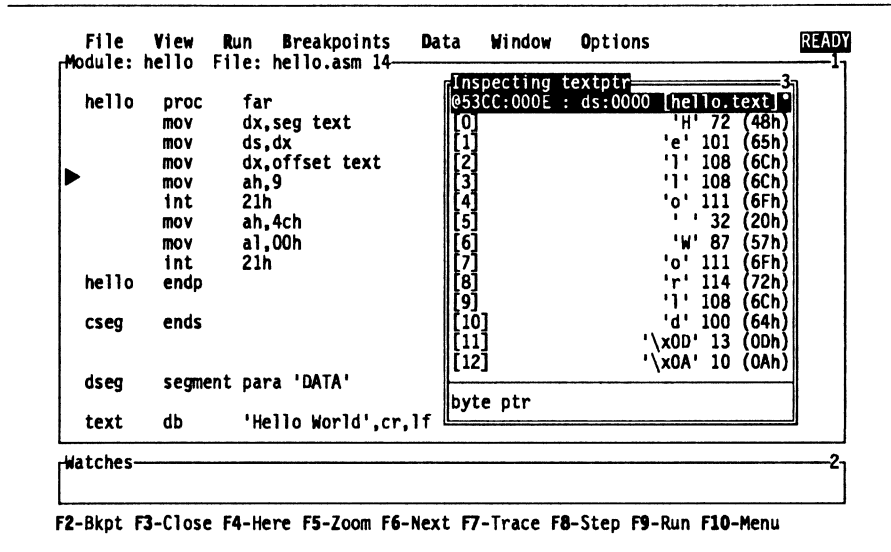 File View Run Breakpoints Data Window Options READY
Module: hello File: hello.asm 14 1
hello proc far
mov dx,seg text
mov ds,dx
mov dx,offset text
mov ah,9
int 21h
mov ah,4ch
mov al,00h
int 21h
hello endp
cseg ends
dseg segment para 'DATA'
text db 'Hello World',cr,lf
Inspecting textptr 3
@53CC:000E : ds:0000 [hello.text]
[0] 'H' 72 (48h)
[1] 'e' 101 (65h)
[2] 'l' 108 (6Ch)
[3] 'l' 108 (6Ch)
[4] 'o' 111 (6Fh)
[5] ' ' 32 (20h)
[6] 'W' 87 (57h)
[7] 'o' 111 (6Fh)
[8] 'r' 114 (72h)
[9] 'l' 108 (6Ch)
[10] 'd' 100 (64h)
[11] '\x0D' 13 (0Dh)
[12] '\x0A' 10 (0Ah)
byte ptr
Watches 2
F2-Bkpt F3-Close F4-Here F5-Zoom F6-Next F7-Trace F8-Step F9-Run F10-Menu